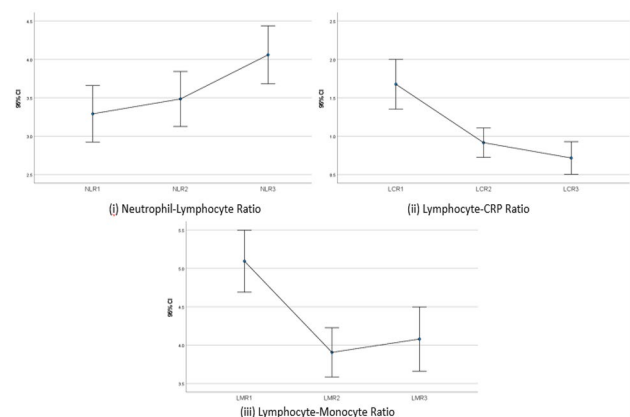 4.5
4.0
3.5
3.0
2.5
95% CI
NLR1 NLR2 NLR3
(i) Neutrophil-Lymphocyte Ratio
2.5
2.0
1.5
1.0
0.5
95% CI
LCR1 LCR2 LCR3
(ii) Lymphocyte-CRP Ratio
5.5
5.0
4.5
4.0
3.5
95% CI
LMR1 LMR2 LMR3
(iii) Lymphocyte-Monocyte Ratio